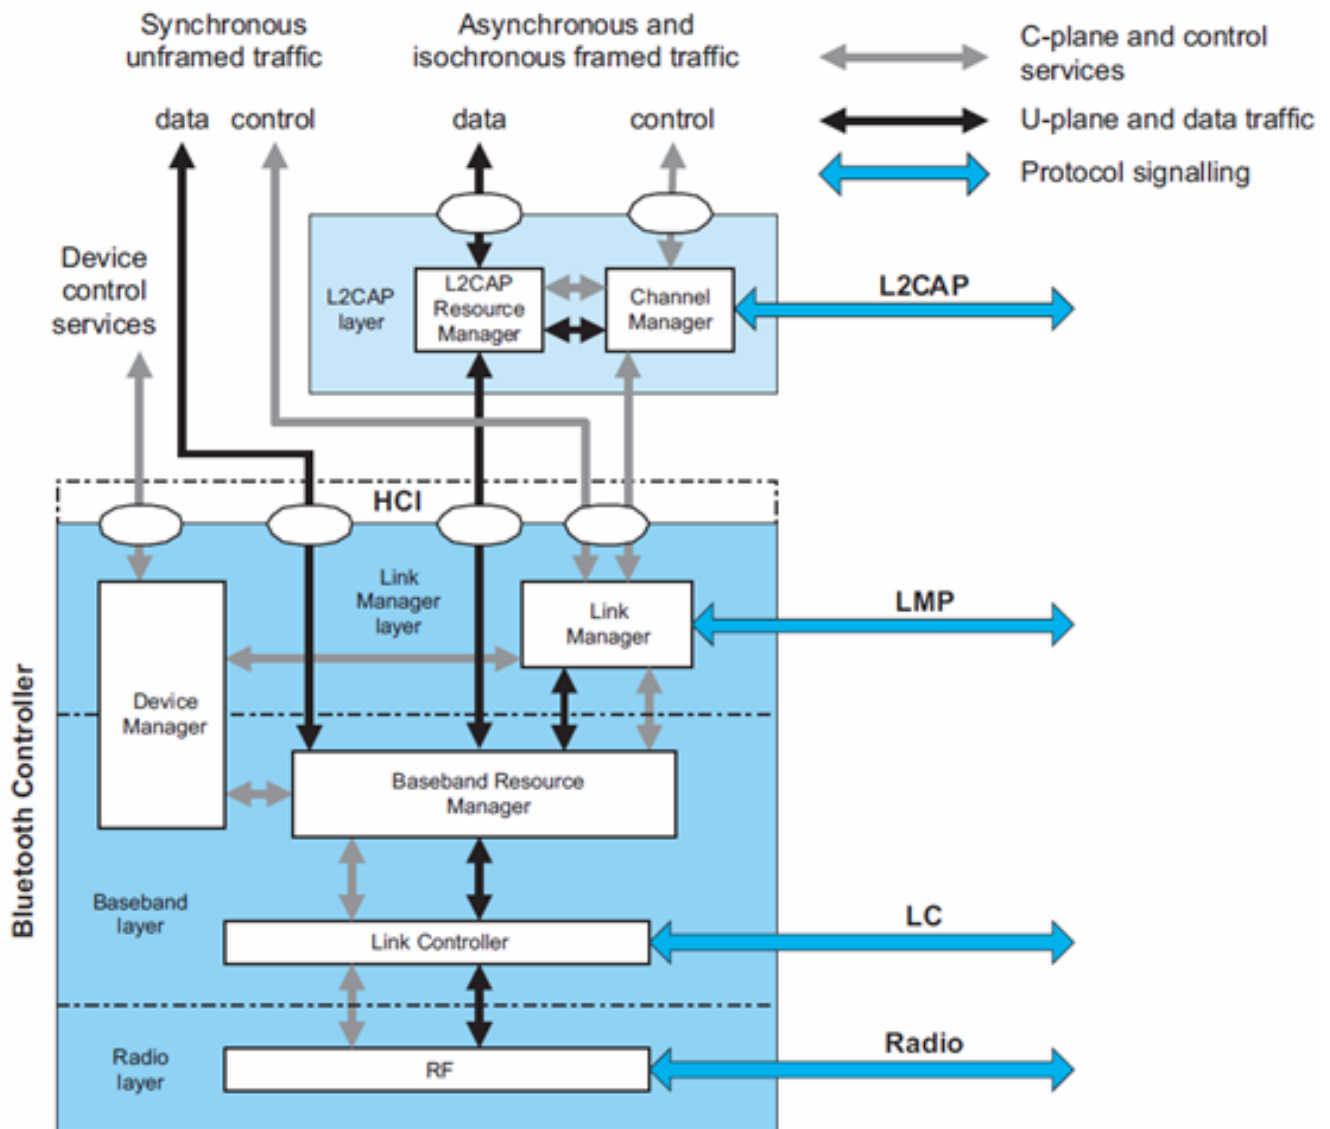 Synchronous
unframed traffic
Asynchronous and
isochronous framed traffic
C-plane and control
services
U-plane and data traffic
Protocol signalling
data
control
data
control
Device
control
services
L2CAP
layer
L2CAP
Resource
Manager
Channel
Manager
L2CAP
HCI
Link
Manager
layer
Link
Manager
LMP
Device
Manager
Baseband Resource
Manager
Bluetooth Controller
Baseband
layer
Link Controller
LC
Radio
layer
RF
Radio